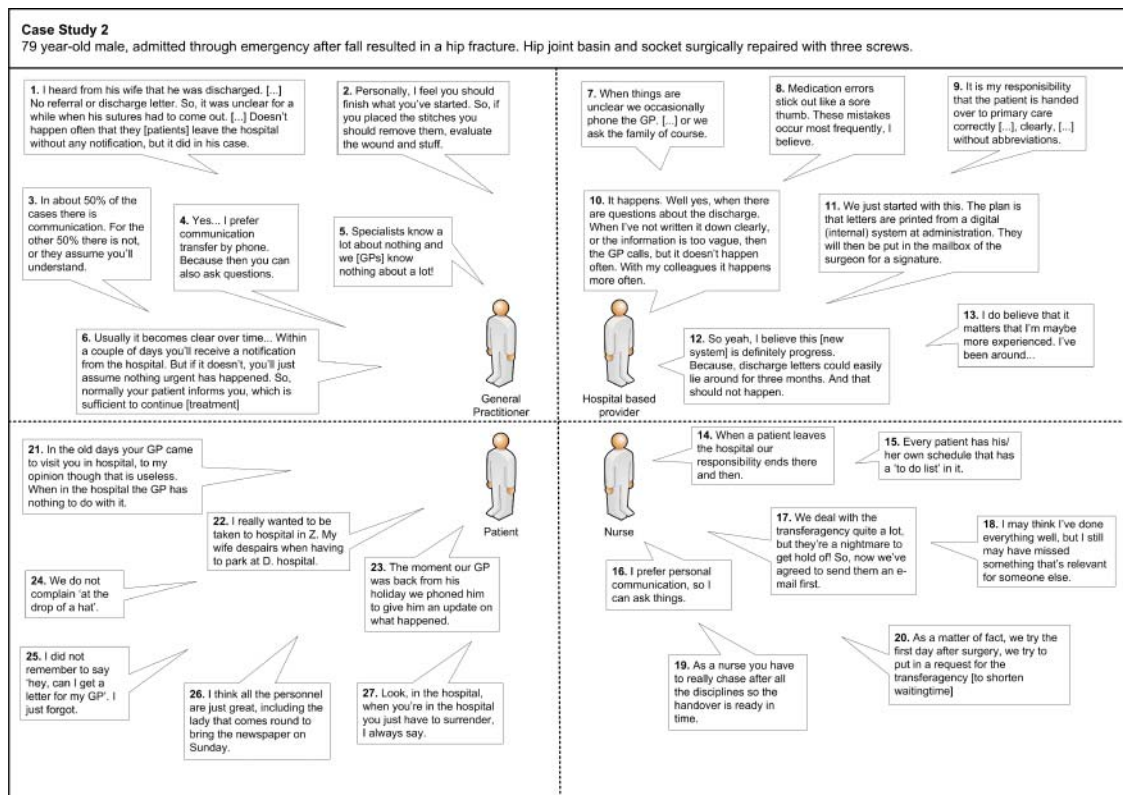 Case Study 2
79 year-old male, admitted through emergency after fall resulted in a hip fracture. Hip joint basin and socket surgically repaired with three screws.
1. I heard from his wife that he was discharged. [...]
No referral or discharge letter. So, it was unclear for a
while when his sutures had to come out. [...] Doesn't
happen often that they [patients] leave the hospital
without any notification, but it did in his case.
2. Personally, I feel you should
finish what you've started. So, if
you placed the stitches you
should remove them, evaluate
the wound and stuff.
3. In about 50% of the
cases there is
communication. For the
other 50% there is not,
or they assume you'll
understand.
4. Yes... I prefer
communication
transfer by phone.
Because then you can
also ask questions.
5. Specialists know a
lot about nothing and
we [GPs] know
nothing about a lot!
6. Usually it becomes clear over time... Within
a couple of days you'll receive a notification
from the hospital. But if it doesn't, you'll just
assume nothing urgent has happened. So,
normally your patient informs you, which is
sufficient to continue [treatment]
General
Practitioner
7. When things are
unclear we occasionally
phone the GP. [...] or we
ask the family of course.
8. Medication errors
stick out like a sore
thumb. These mistakes
occur most frequently, I
believe.
9. It is my responisibility
that the patient is handed
over to primary care
correctly [...], clearly, [...]
without abbreviations.
10. It happens. Well yes, when there
are questions about the discharge.
When I've not written it down clearly,
or the information is too vague, then
the GP calls, but it doesn't happen
often. With my colleagues it happens
more often.
11. We just started with this. The plan is
that letters are printed from a digital
(internal) system at administration. They
will then be put in the mailbox of the
surgeon for a signature.
12. So yeah, I believe this [new
system] is definitely progress.
Because, discharge letters could easily
lie around for three months. And that
should not happen.
13. I do believe that it
matters that I'm maybe
more experienced. I've
been around...
Hospital based
provider
21. In the old days your GP came
to visit you in hospital, to my
opinion though that is useless.
When in the hospital the GP has
nothing to do with it.
22. I really wanted to be
taken to hospital in Z. My
wife despairs when having
to park at D. hospital.
Patient
23. The moment our GP
was back from his
holiday we phoned him
to give him an update on
what happened.
24. We do not
complain 'at the
drop of a hat'.
25. I did not
remember to say
'hey, can I get a
letter for my GP'. I
just forgot.
26. I think all the personnel
are just great, including the
lady that comes round to
bring the newspaper on
Sunday.
27. Look, in the hospital,
when you're in the hospital
you just have to surrender,
I always say.
14. When a patient leaves
the hospital our
responsibility ends there
and then.
15. Every patient has his/
her own schedule that has
a 'to do list' in it.
Nurse
16. I prefer personal
communication, so I
can ask things.
17. We deal with the
transferagency quite a lot,
but they're a nightmare to
get hold of! So, now we've
agreed to send them an e-
mail first.
18. I may think I've done
everything well, but I still
may have missed
something that's relevant
for someone else.
19. As a nurse you have
to really chase after all
the disciplines so the
handover is ready in
time.
20. As a matter of fact, we try the
first day after surgery, we try to
put in a request for the
transferagency [to shorten
waitingtime]